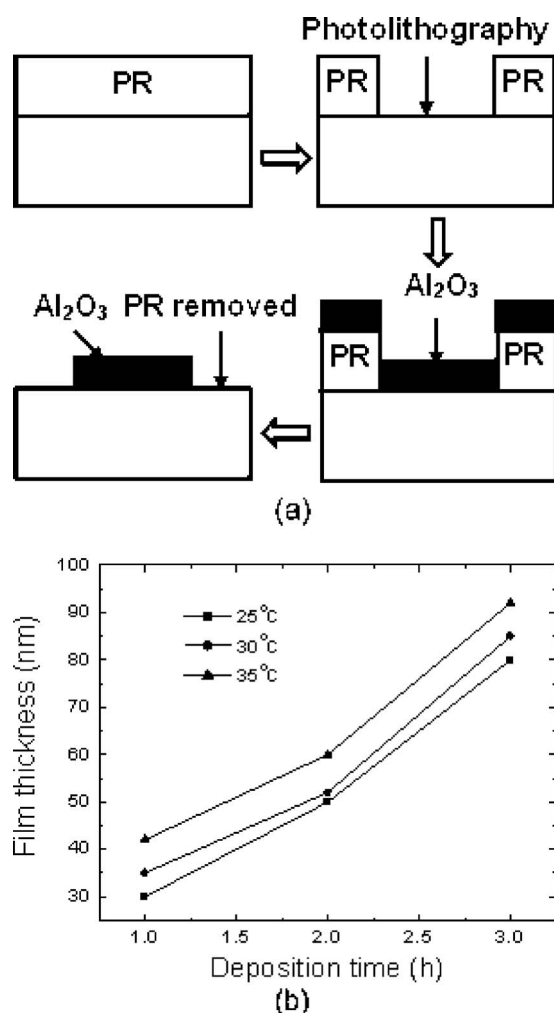 Photolithography
PR
PR
PR
Al₂O₃
Al₂O₃
PR removed
PR
PR
(a)
100
90
80
70
60
50
40
30
Film thickness (nm)
25°C
30°C
35°C
1.0
1.5
2.0
2.5
3.0
Deposition time (h)
(b)